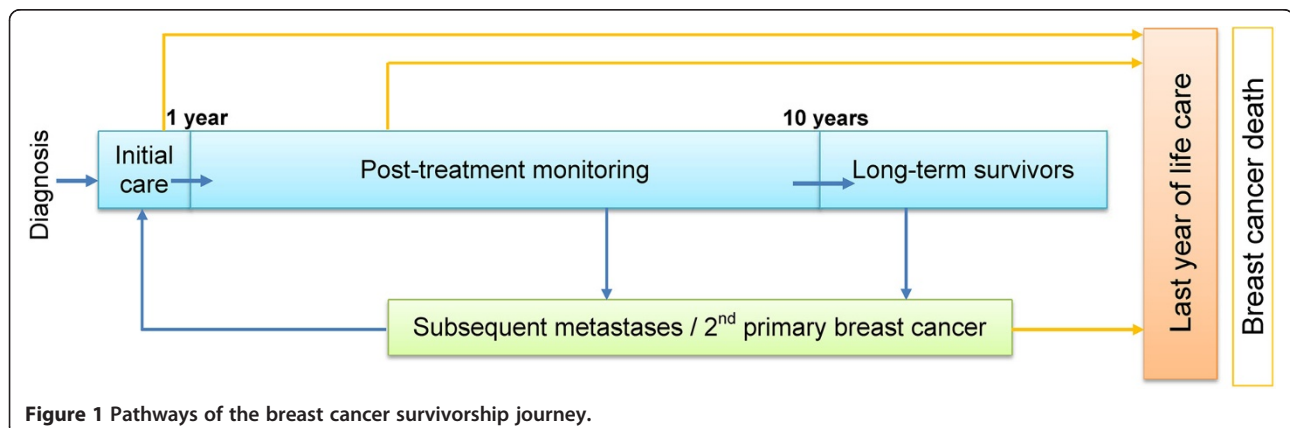 Diagnosis
1 year
10 years
Initial
care
Post-treatment monitoring
Long-term survivors
Subsequent metastases / 2nd primary breast cancer
Last year of life care
Breast cancer death
Figure 1 Pathways of the breast cancer survivorship journey.